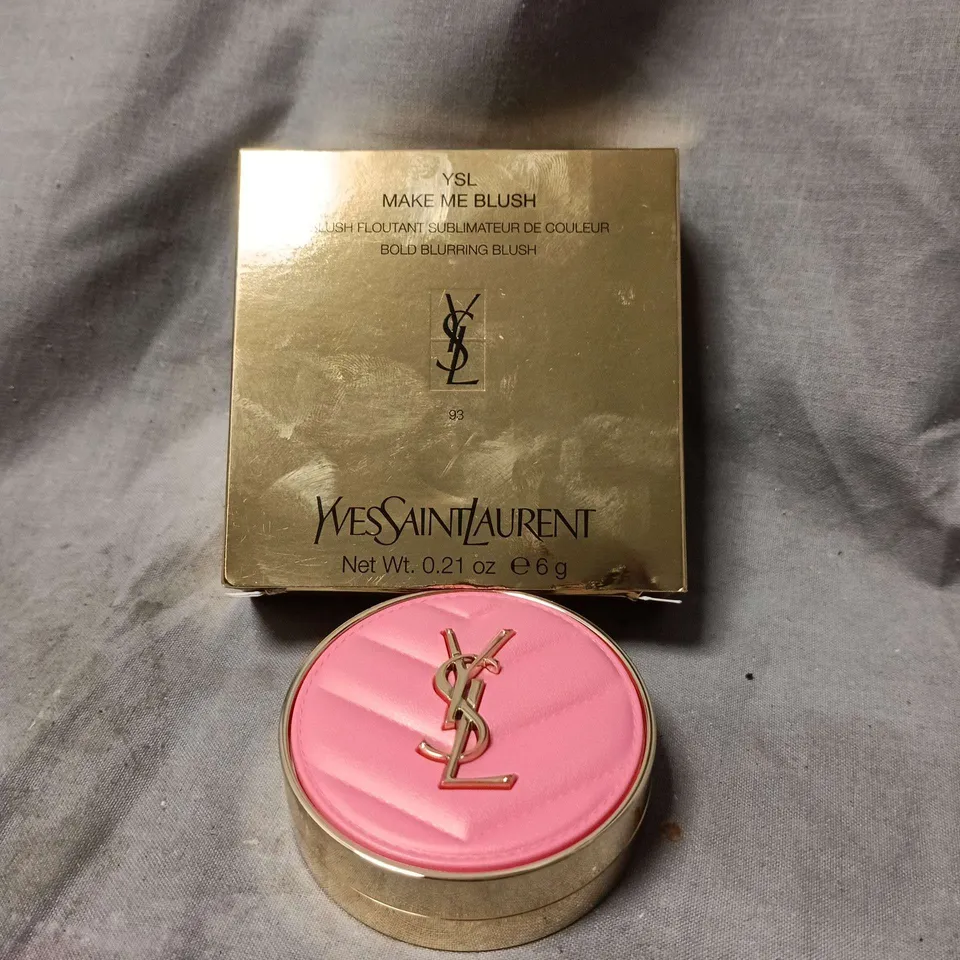 YSL
MAKE ME BLUSH
BLUSH FLOUTANT SUBLIMATEUR DE COULEUR
BOLD BLURRING BLUSH
YSL
93
YVESSAINTLAURENT
Net Wt. 0.21 oz ℮ 6 g
YSL